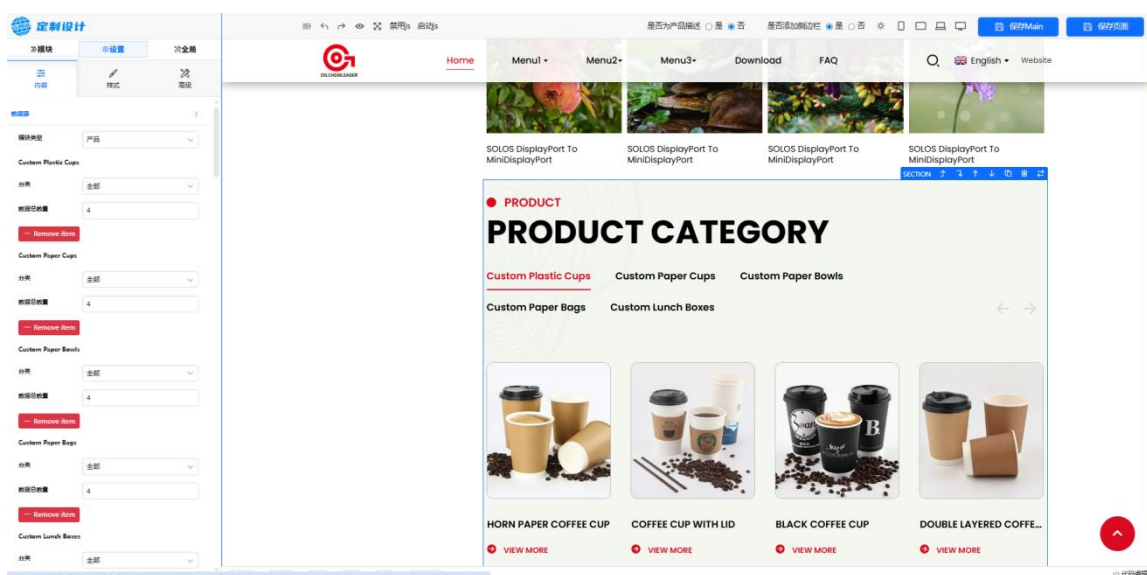 定制设计
禁用js 启动js
是否为产品描述 是 否
是否添加侧边栏 是 否
保存Main
保存页面
模块
设置
全局
内容
样式
高级
数据源
模块类型
产品
Custom Plastic Cups
分类
全部
数据总数量
4
— Remove item
Custom Paper Cups
分类
全部
数据总数量
4
— Remove item
Custom Paper Bowls
分类
全部
数据总数量
4
— Remove item
Custom Paper Bags
分类
全部
数据总数量
4
— Remove item
Custom Lunch Boxes
分类
全部
Home Menu1 Menu2 Menu3 Download FAQ English Website
SOLOS DisplayPort To
MiniDisplayPort
SOLOS DisplayPort To
MiniDisplayPort
SOLOS DisplayPort To
MiniDisplayPort
SOLOS DisplayPort To
MiniDisplayPort
SECTION
PRODUCT
PRODUCT CATEGORY
Custom Plastic Cups Custom Paper Cups Custom Paper Bowls
Custom Paper Bags Custom Lunch Boxes
HORN PAPER COFFEE CUP
VIEW MORE
COFFEE CUP WITH LID
VIEW MORE
BLACK COFFEE CUP
VIEW MORE
DOUBLE LAYERED COFFE...
VIEW MORE